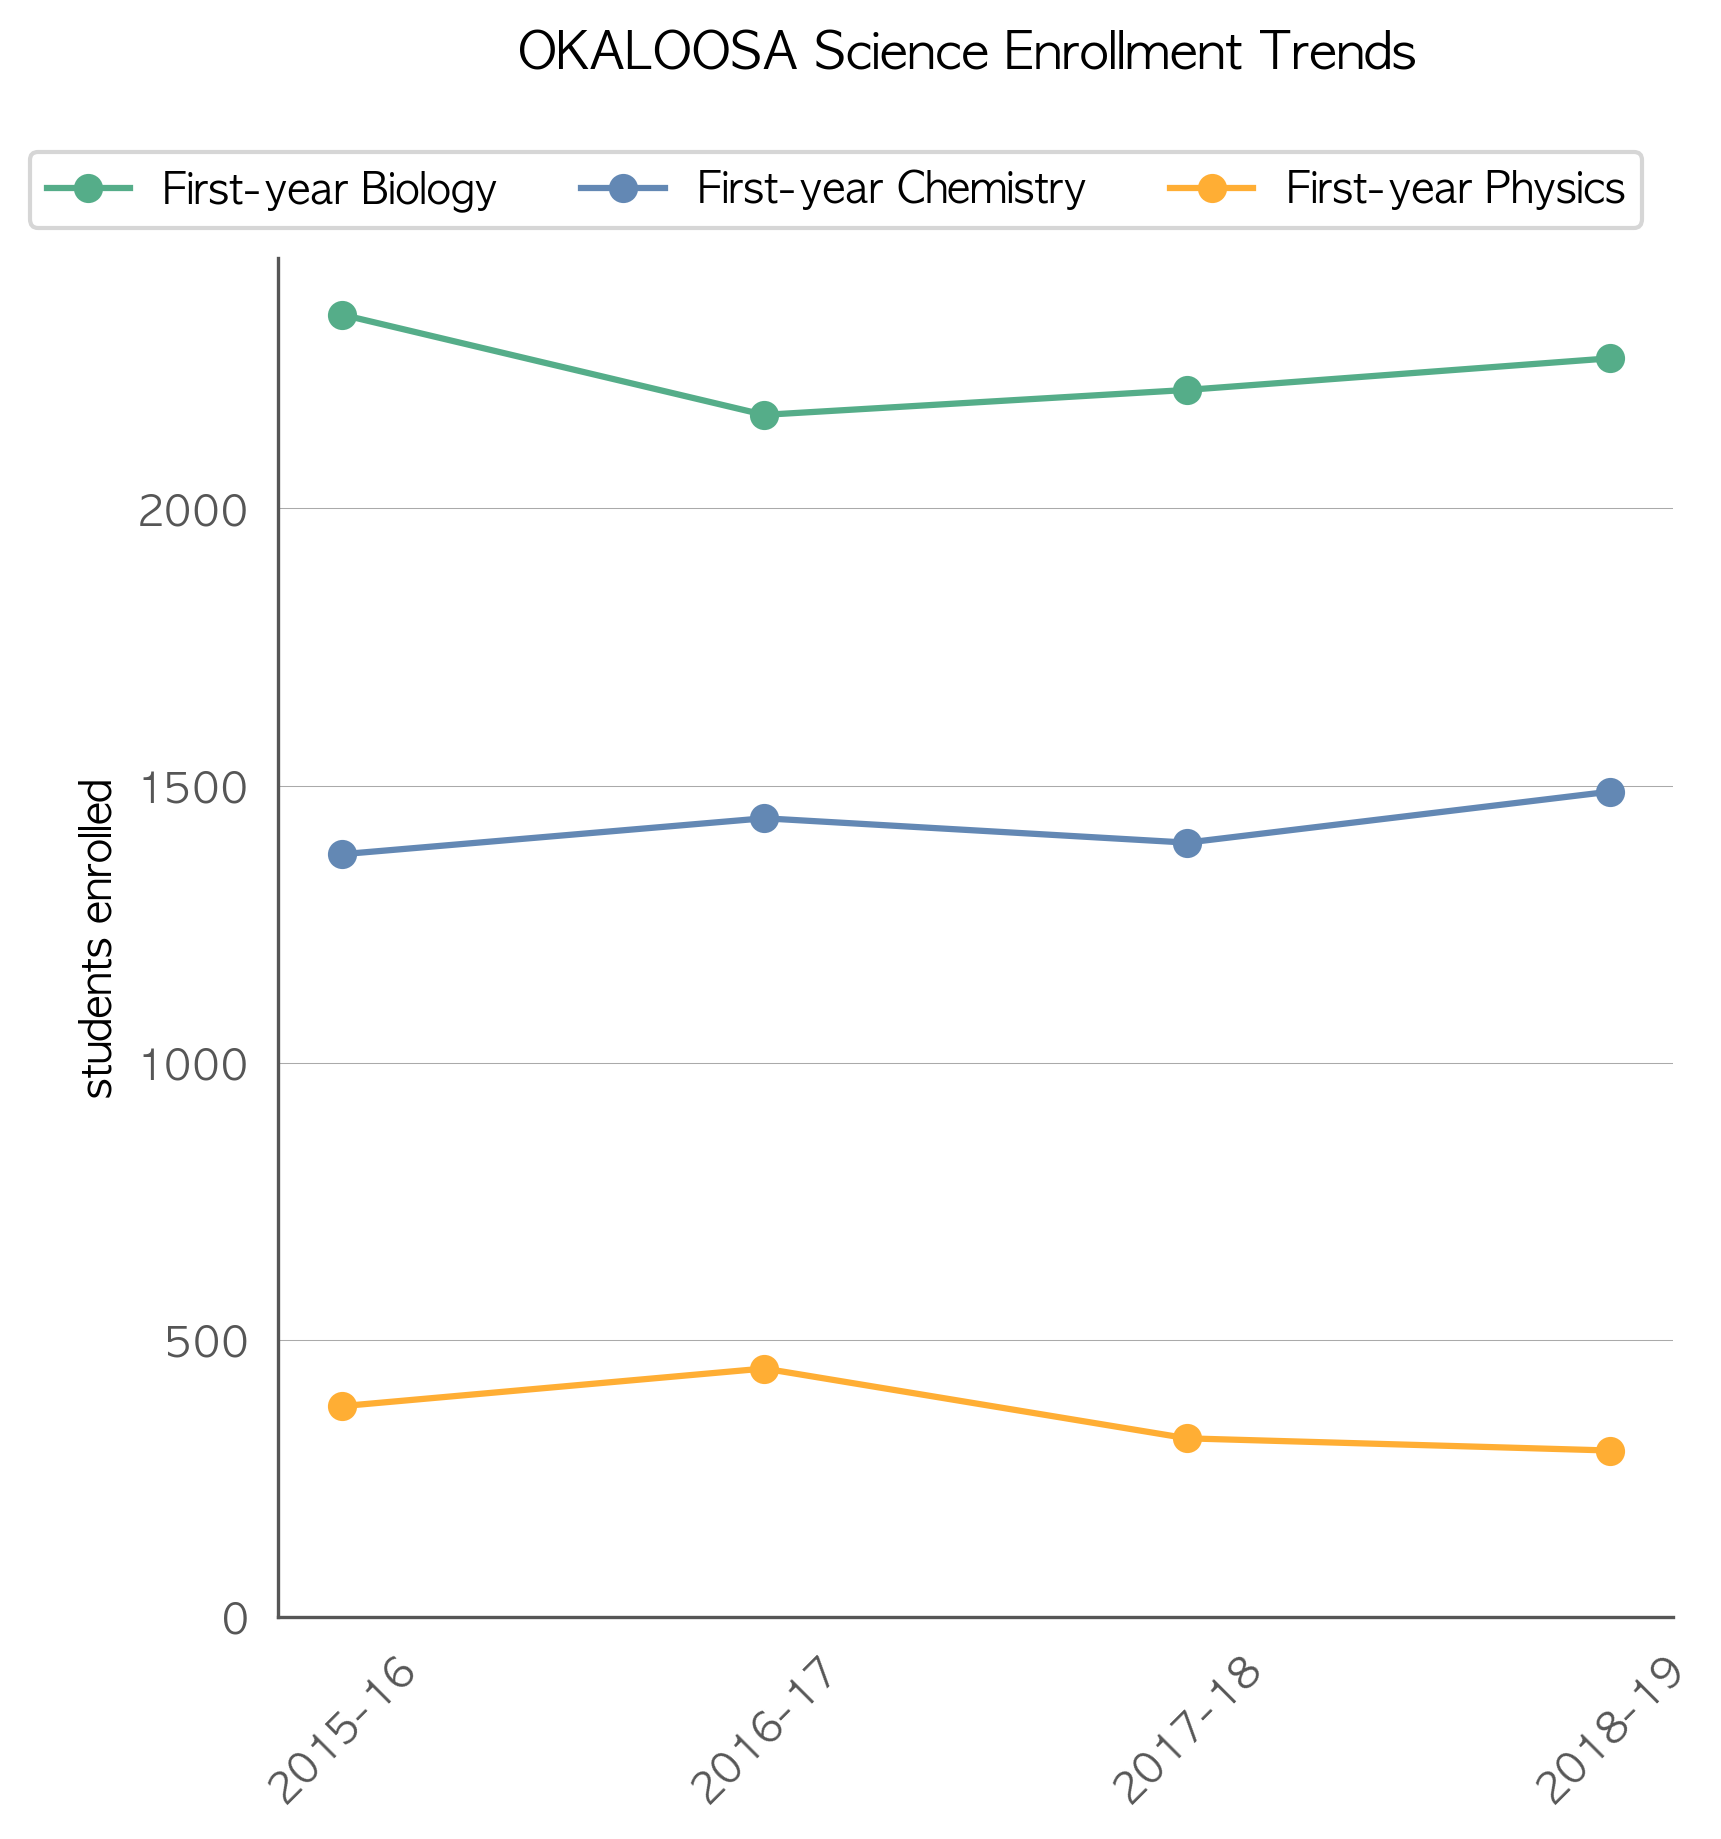 OKALOOSA Science Enrollment Trends
First-year Biology First-year Chemistry First-year Physics
students enrolled
2000
1500
1000
500
0
2015-16 2016-17 2017-18 2018-19